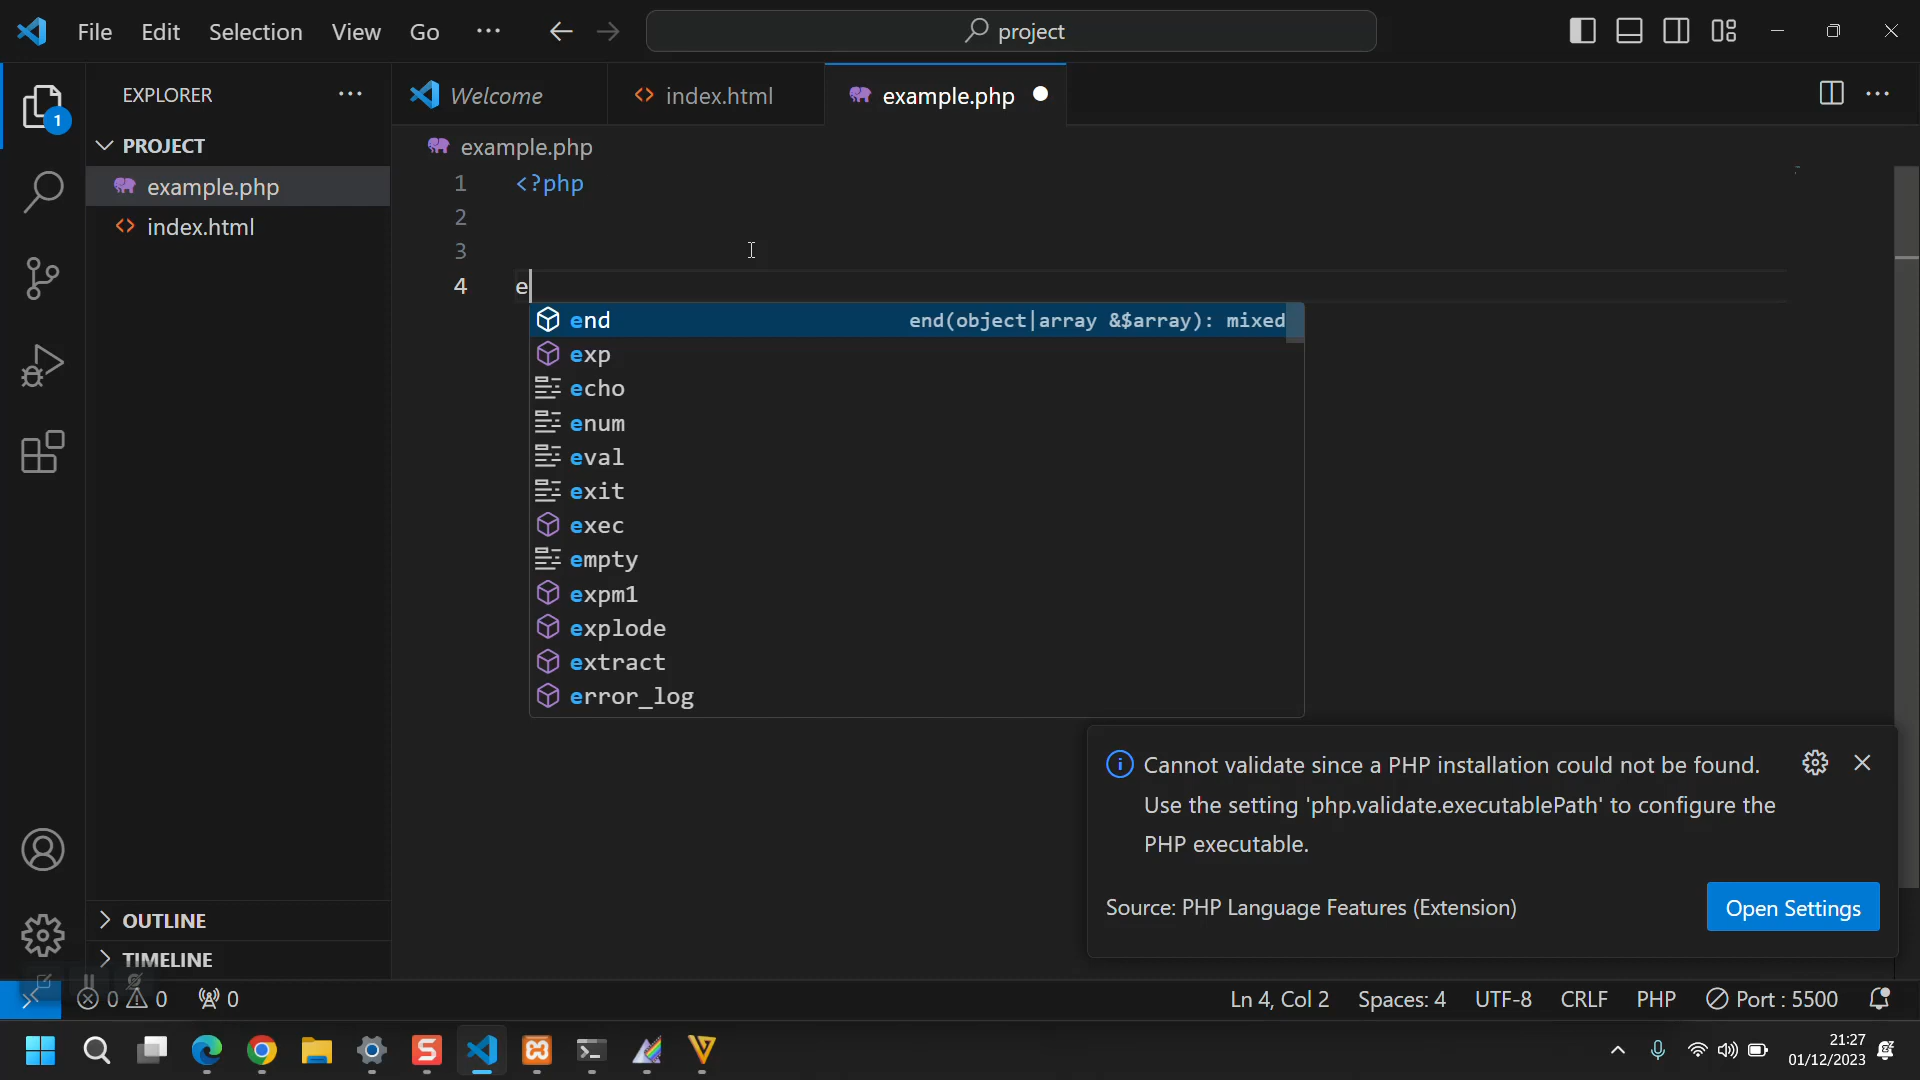 File Edit Selection View Go ··· project
EXPLORER ···
Welcome
index.html
example.php
1
PROJECT
example.php
index.html
example.php
1 <?php
2
3
4 e
end end(object|array &$array): mixed
exp
echo
enum
eval
exit
exec
empty
expm1
explode
extract
error_log
Cannot validate since a PHP installation could not be found.
Use the setting 'php.validate.executablePath' to configure the
PHP executable.
Source: PHP Language Features (Extension)
Open Settings
OUTLINE
TIMELINE
0 0 0
Ln 4, Col 2 Spaces: 4 UTF-8 CRLF PHP Port : 5500
21:27
01/12/2023